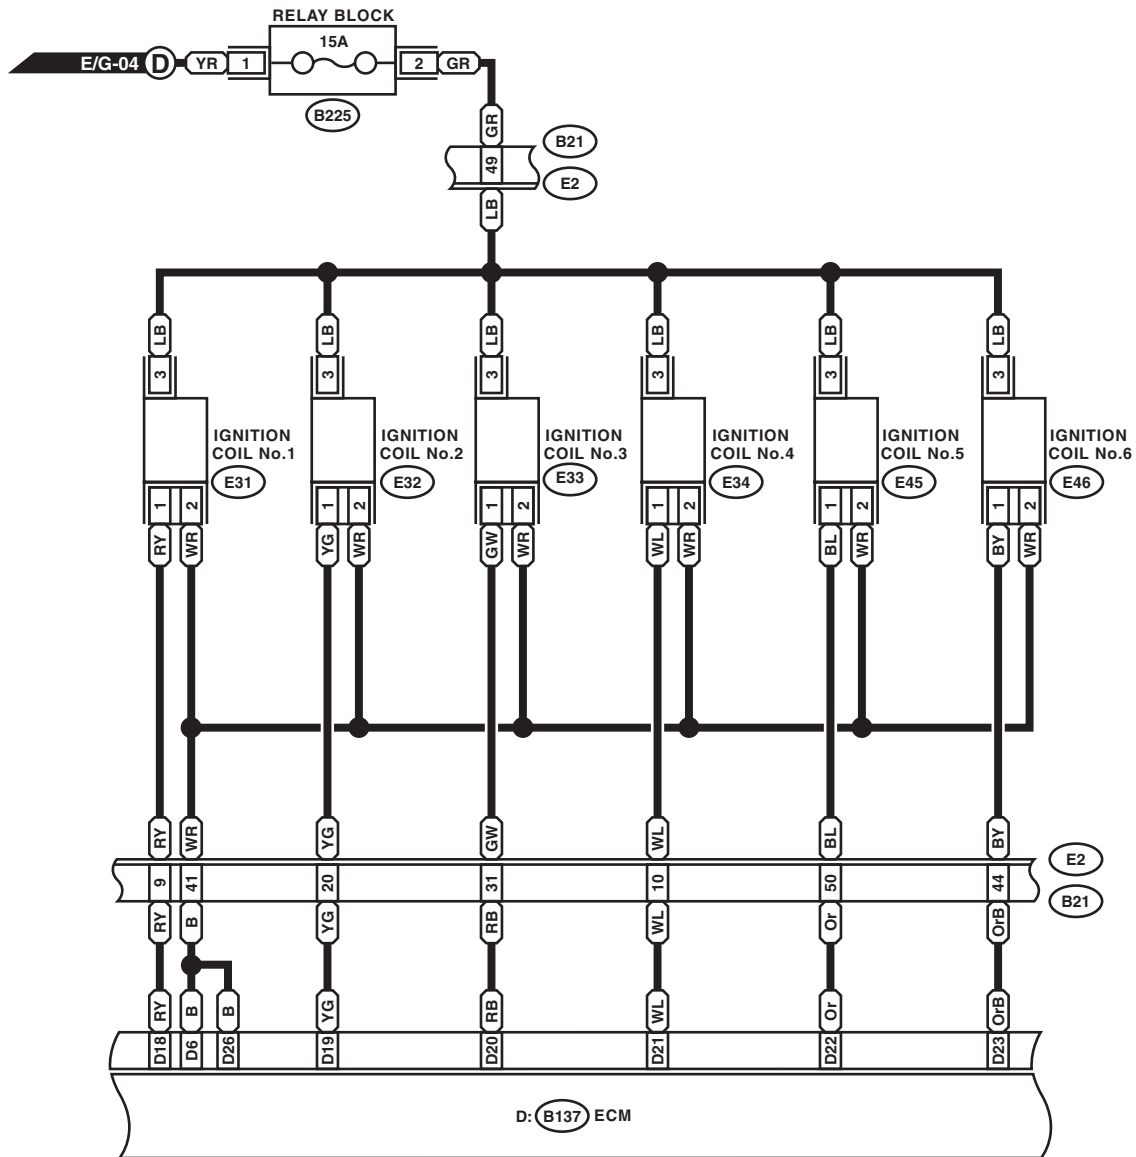 RELAY BLOCK
15A
E/G-04 D YR 1 2 GR
B225
GR
B21
49
E2
LB
LB LB LB LB LB LB
3 3 3 3 3 3
IGNITION COIL No.1
E31
IGNITION COIL No.2
E32
IGNITION COIL No.3
E33
IGNITION COIL No.4
E34
IGNITION COIL No.5
E45
IGNITION COIL No.6
E46
1 2 1 2 1 2 1 2 1 2 1 2
RY WR YG WR GW WR WL WR BL WR BY WR
RY WR YG GW WL BL BY
E2
9 41 20 31 10 50 44
B21
RY B YG RB WL Or OrB
RY B B YG RB WL Or OrB
D18 D6 D26 D19 D20 D21 D22 D23
D: B137 ECM